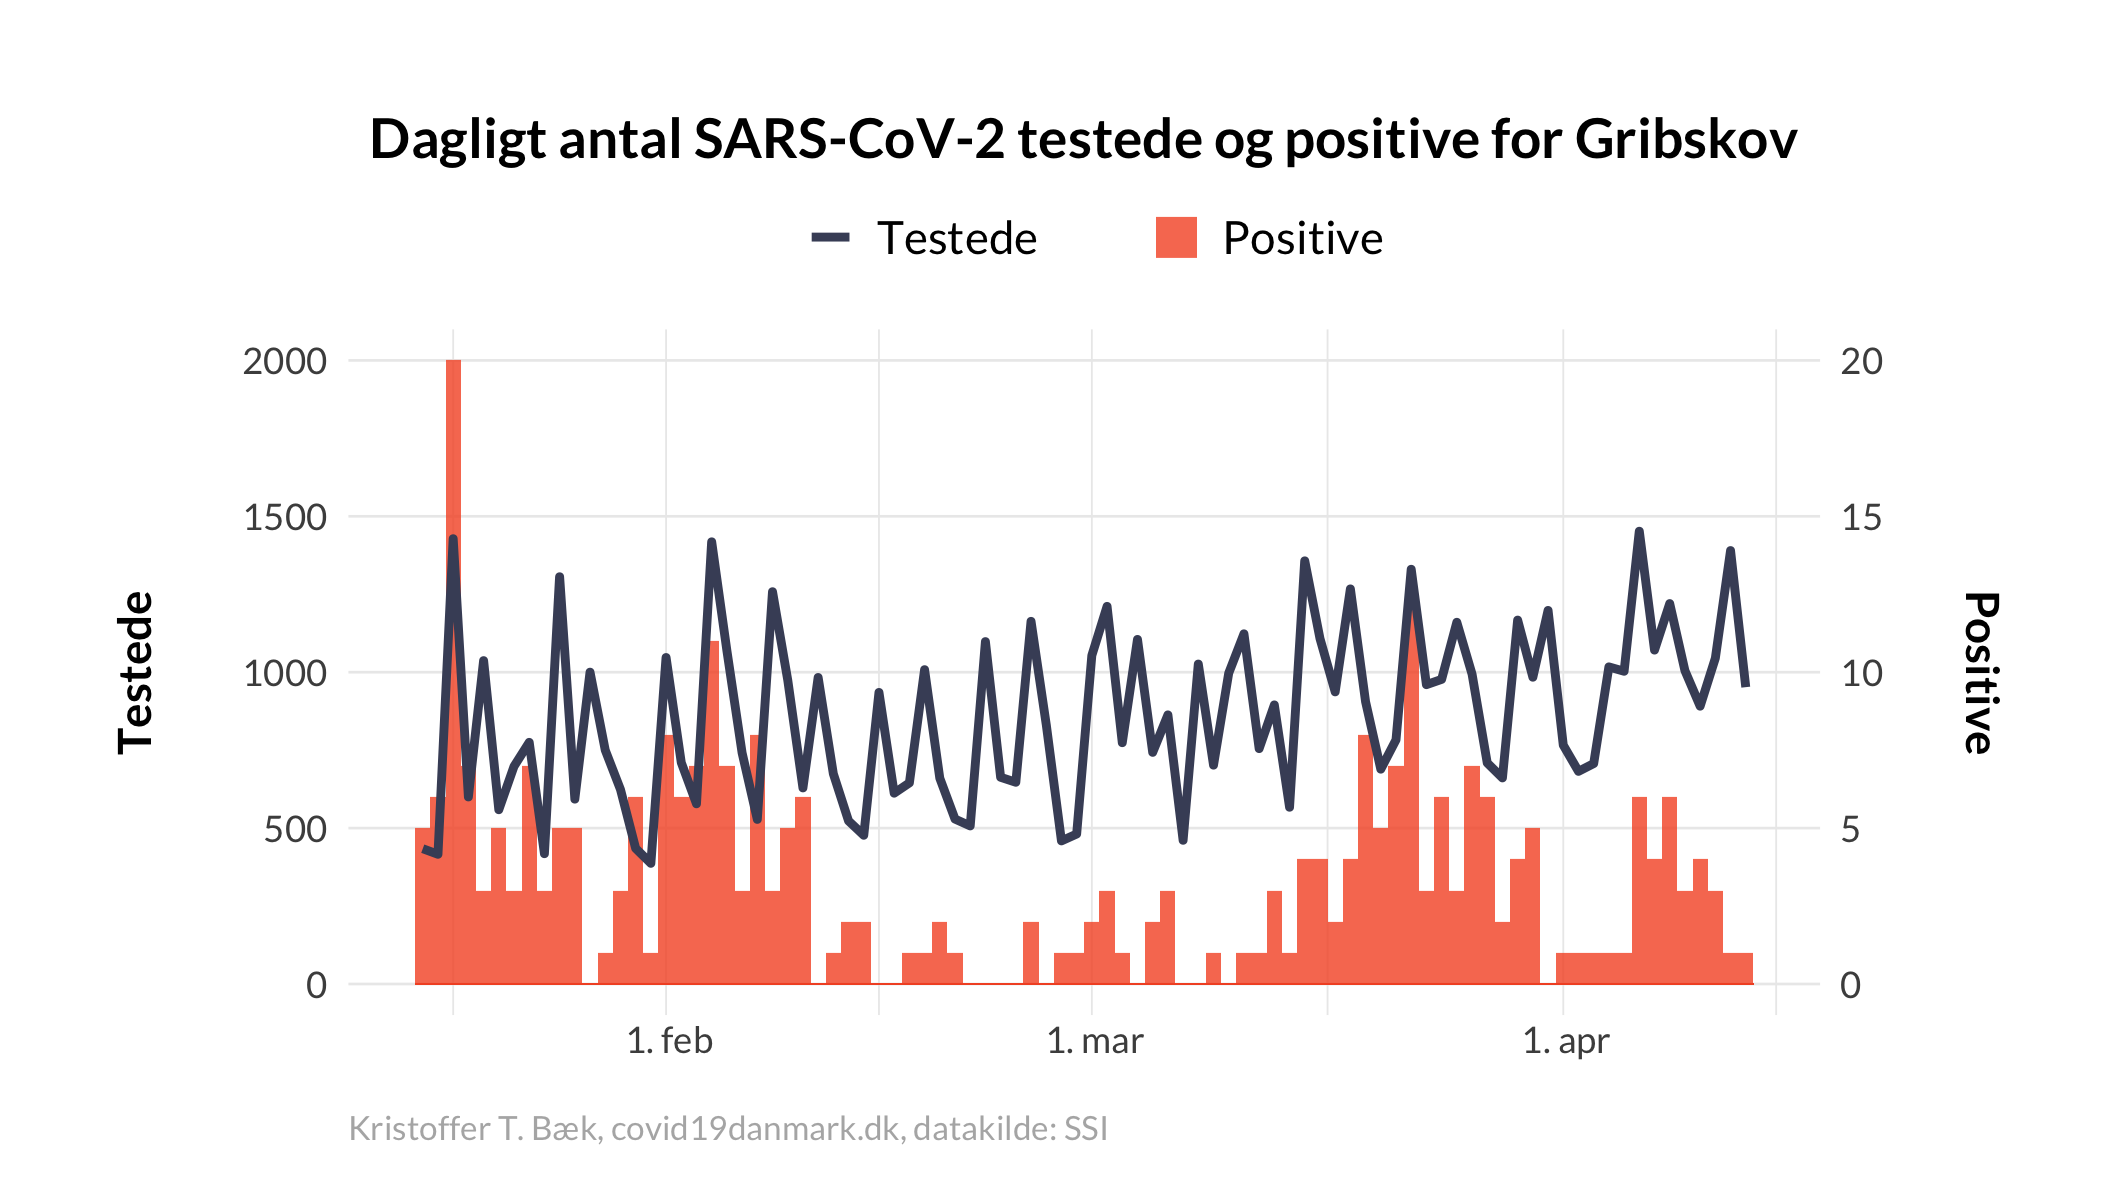 Dagligt antal SARS-CoV-2 testede og positive for Gribskov
Testede
Positive
2000
1500
1000
500
0
Testede
20
15
10
5
0
Positive
1. feb
1. mar
1. apr
Kristoffer T. Bæk, covid19danmark.dk, datakilde: SSI